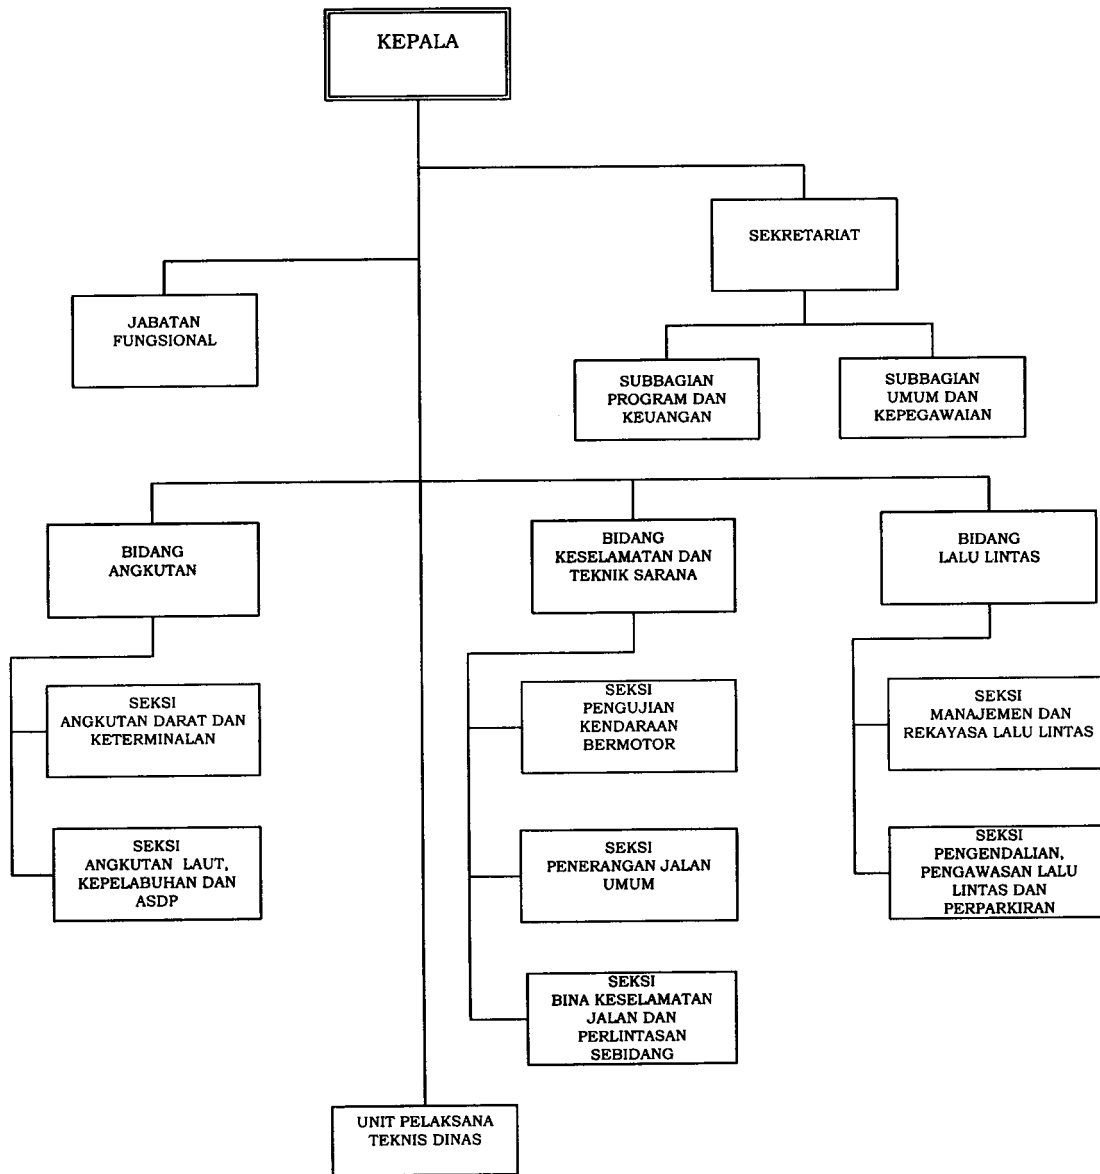 KEPALA
SEKRETARIAT
JABATAN
FUNGSIONAL
SUBBAGIAN
PROGRAM DAN
KEUANGAN
SUBBAGIAN
UMUM DAN
KEPEGAWAIAN
BIDANG
ANGKUTAN
BIDANG
KESELAMATAN DAN
TEKNIK SARANA
BIDANG
LALU LINTAS
SEKSI
ANGKUTAN DARAT DAN
KETERMINALAN
SEKSI
PENGUJIAN
KENDARAAN
BERMOTOR
SEKSI
MANAJEMEN DAN
REKAYASA LALU LINTAS
SEKSI
ANGKUTAN LAUT,
KEPELABUHAN DAN
ASDP
SEKSI
PENERANGAN JALAN
UMUM
SEKSI
PENGENDALIAN,
PENGAWASAN LALU
LINTAS DAN
PERPARKIRAN
SEKSI
BINA KESELAMATAN
JALAN DAN
PERLINTASAN
SEBIDANG
UNIT PELAKSANA
TEKNIS DINAS